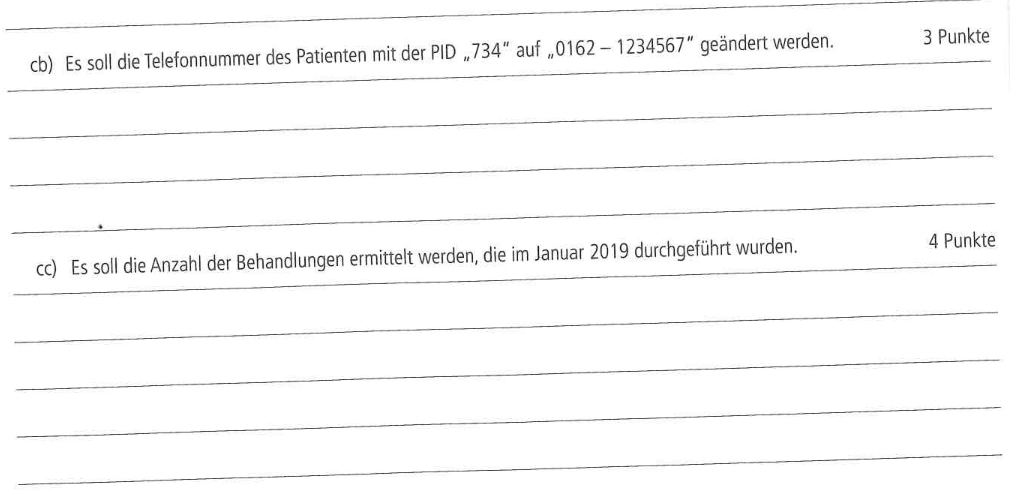 cb) Es soll die Telefonnummer des Patienten mit der PID „734“ auf „0162 – 1234567“ geändert werden. 3 Punkte
cc) Es soll die Anzahl der Behandlungen ermittelt werden, die im Januar 2019 durchgeführt wurden. 4 Punkte